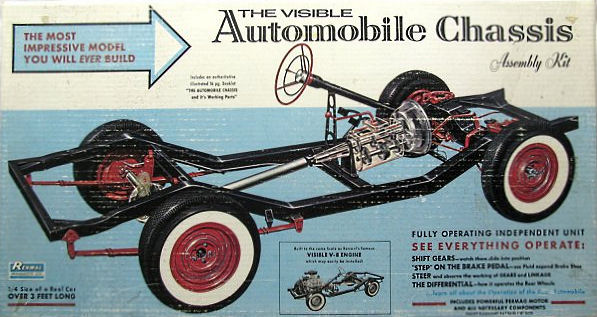 THE VISIBLE
Automobile Chassis
Assembly Kit
THE MOST
IMPRESSIVE MODEL
YOU WILL EVER BUILD
Includes an authoritative
illustrated 36 pg. Booklet
"THE AUTOMOBILE CHASSIS
and it's Working Parts"
FULLY OPERATING INDEPENDENT UNIT
SEE EVERYTHING OPERATE:
SHIFT GEARS—watch them slide into position
"STEP" ON THE BRAKE PEDAL—see Fluid expand Brake Shoe
STEER and observe the working of GEARS and LINKAGE
THE DIFFERENTIAL—how it operates the Rear Wheels
...learn all about the Operation of the Automobile
INCLUDES POWERFUL PERMAG MOTOR
AND ALL NECESSARY COMPONENTS
Built to the same Scale as Renwal's famous
VISIBLE V-8 ENGINE
which may easily be installed!
RENWAL
1/4 Size of a Real Car
OVER 3 FEET LONG